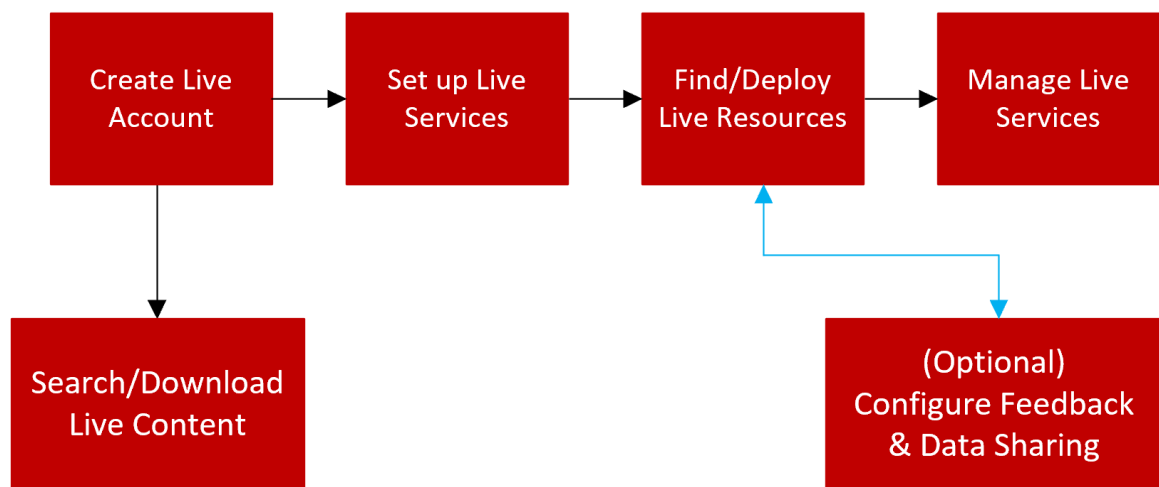 Create Live
Account
Set up Live
Services
Find/Deploy
Live Resources
Manage Live
Services
Search/Download
Live Content
(Optional)
Configure Feedback
& Data Sharing